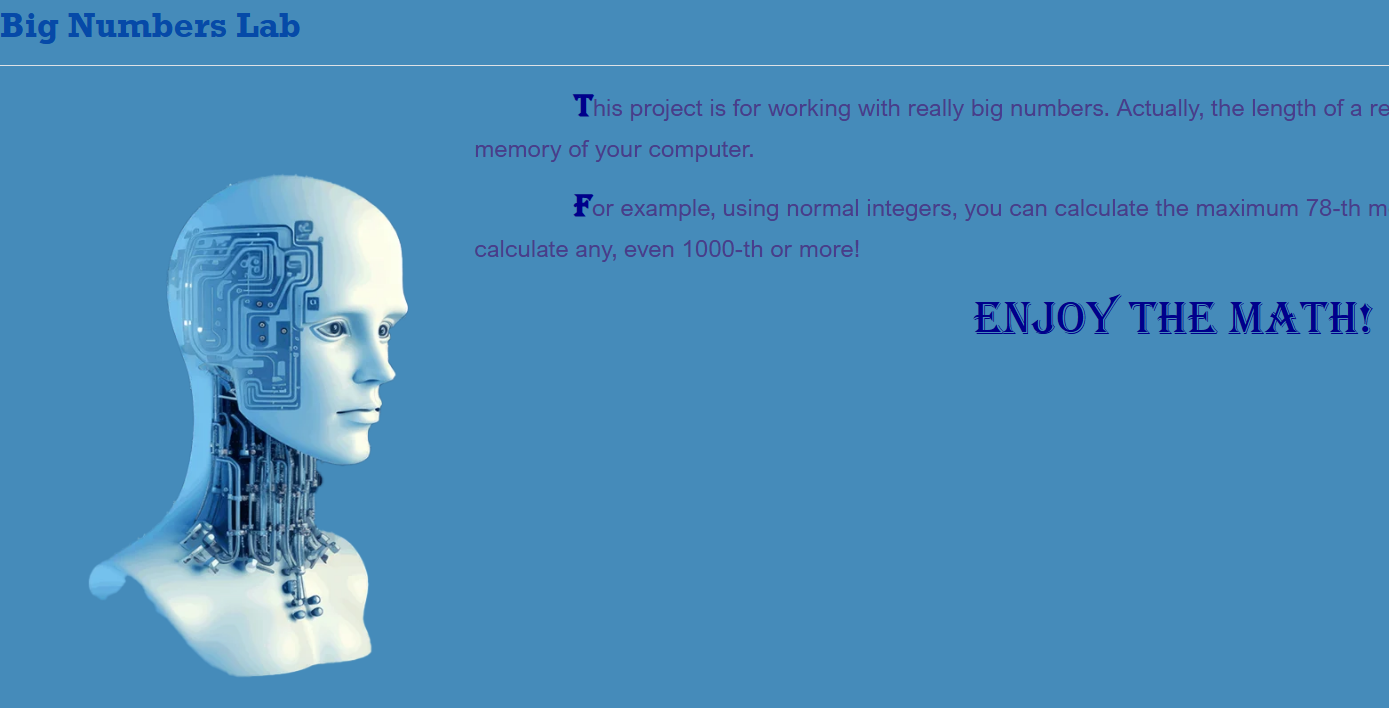 Big Numbers Lab
This project is for working with really big numbers. Actually, the length of a re
memory of your computer.
For example, using normal integers, you can calculate the maximum 78-th m
calculate any, even 1000-th or more!
ENJOY THE MATH!